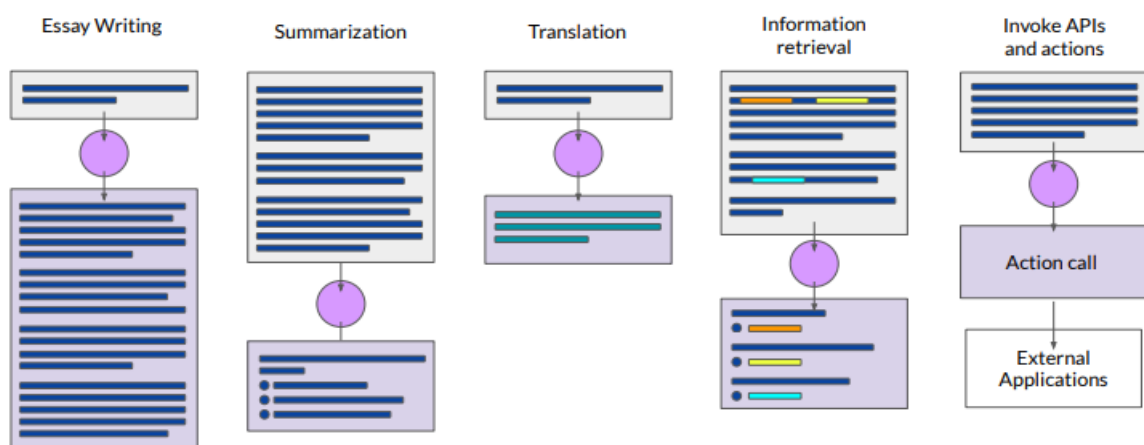 Essay Writing
Summarization
Translation
Information
retrieval
Invoke APIs
and actions
Action call
External
Applications